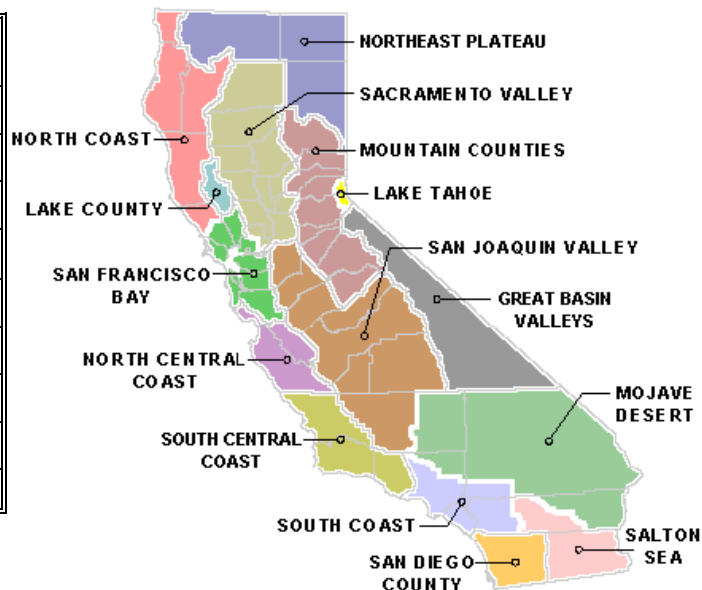 NORTHEAST PLATEAU
SACRAMENTO VALLEY
NORTH COAST
MOUNTAIN COUNTIES
LAKE TAHOE
LAKE COUNTY
SAN JOAQUIN VALLEY
SAN FRANCISCO
BAY
GREAT BASIN
VALLEYS
NORTH CENTRAL
COAST
MOJAVE
DESERT
SOUTH CENTRAL
COAST
SOUTH COAST
SALTON
SEA
SAN DIEGO
COUNTY